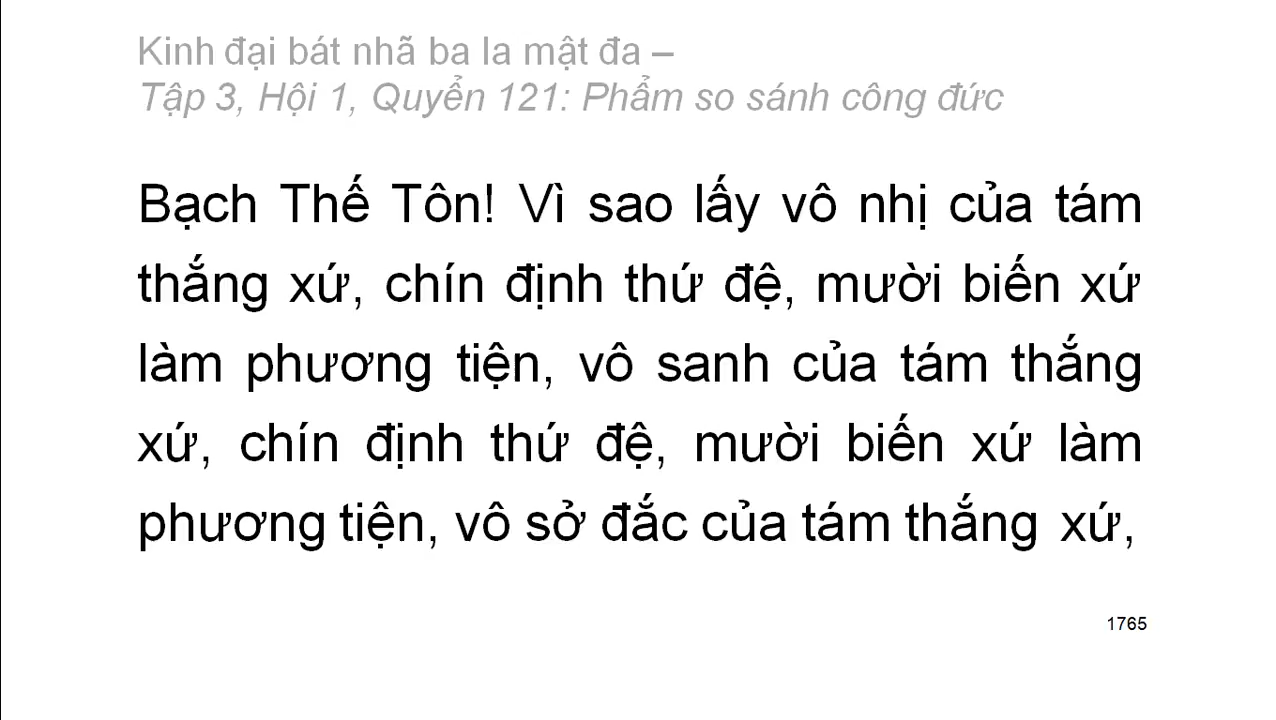 Kinh đại bát nhã ba la mật đa –
Tập 3, Hội 1, Quyển 121: Phẩm so sánh công đức
Bạch Thế Tôn! Vì sao lấy vô nhị của tám
thắng xứ, chín định thứ đệ, mười biến xứ
làm phương tiện, vô sanh của tám thắng
xứ, chín định thứ đệ, mười biến xứ làm
phương tiện, vô sở đắc của tám thắng xứ,
1765